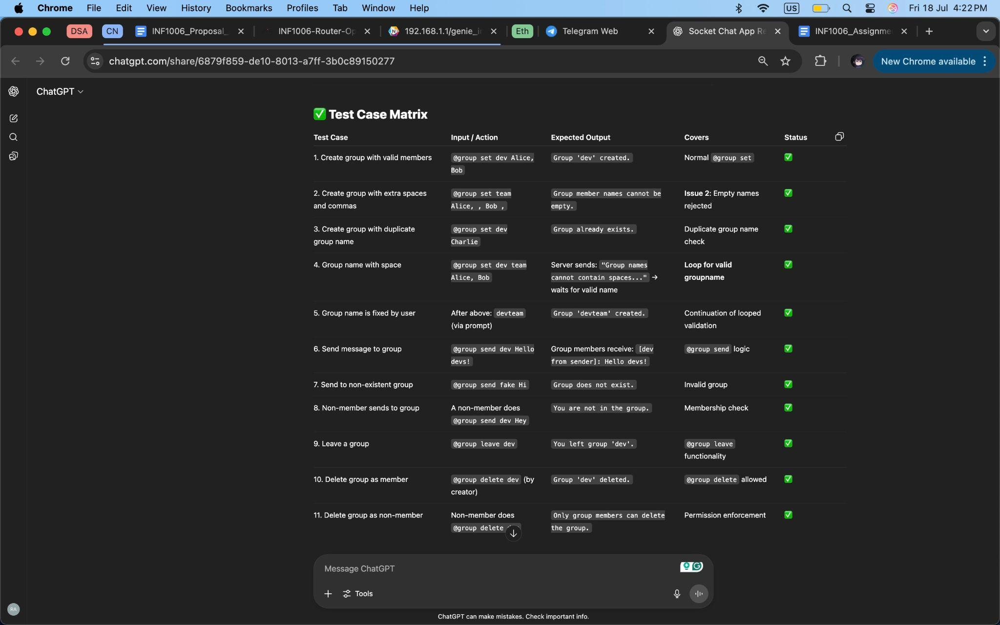 Chrome File Edit View History Bookmarks Profiles Tab Window Help US Fri 18 Jul 4:22 PM
DSA CN INF1006_Proposal_ INF1006-Router-Op 192.168.1.1/genie_i Eth Telegram Web Socket Chat App Re INF1006_Assignme
chatgpt.com/share/6879f859-de10-8013-a7ff-3b0c89150277 New Chrome available
ChatGPT
✅ Test Case Matrix
Test Case Input / Action Expected Output Covers Status
1. Create group with valid members @group set dev Alice, Group 'dev' created. Normal @group set ✅
Bob
2. Create group with extra spaces @group set team Group member names cannot be Issue 2: Empty names ✅
and commas Alice, , Bob , empty. rejected
3. Create group with duplicate @group set dev Group already exists. Duplicate group name ✅
group name Charlie check
4. Group name with space @group set dev team Server sends: "Group names Loop for valid ✅
Alice, Bob cannot contain spaces..." → groupname
waits for valid name
5. Group name is fixed by user After above: devteam Group 'devteam' created. Continuation of looped ✅
(via prompt) validation
6. Send message to group @group send dev Hello Group members receive: [dev @group send logic ✅
devs! from sender]: Hello devs!
7. Send to non-existent group @group send fake Hi Group does not exist. Invalid group ✅
8. Non-member sends to group A non-member does You are not in the group. Membership check ✅
@group send dev Hey
9. Leave a group @group leave dev You left group 'dev'. @group leave ✅
functionality
10. Delete group as member @group delete dev (by Group 'dev' deleted. @group delete allowed ✅
creator)
11. Delete group as non-member Non-member does Only group members can delete Permission enforcement ✅
@group delete the group.
Message ChatGPT
Tools
RA
ChatGPT can make mistakes. Check important info.